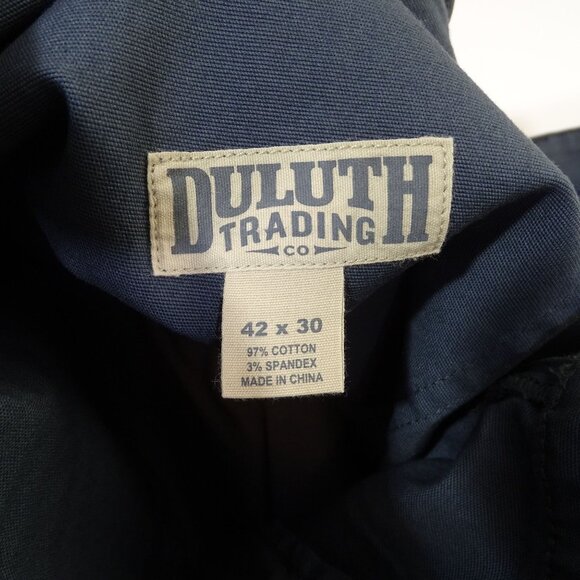 DULUTH
TRADING
CO
42 x 30
97% COTTON
3% SPANDEX
MADE IN CHINA